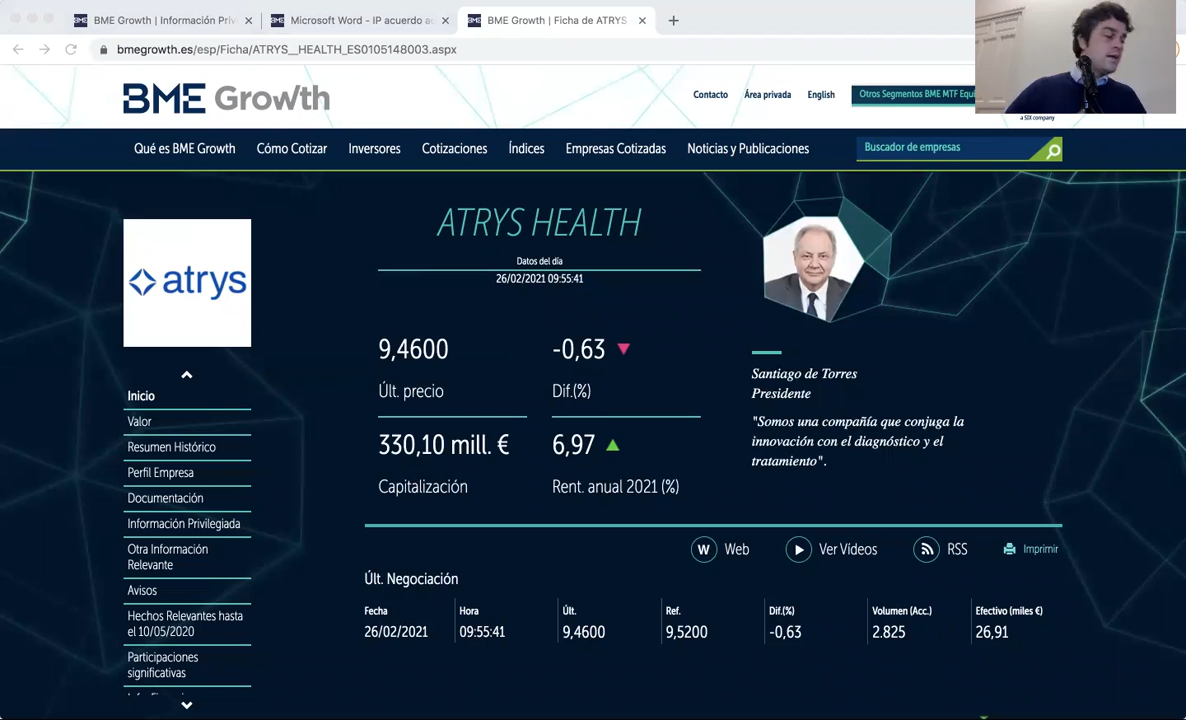 BME Growth | Información Priv
Microsoft Word - IP acuerdo ad
BME Growth | Ficha de ATRYS
bmegrowth.es/esp/Ficha/ATRYS__HEALTH_ES0105148003.aspx
BME Growth
Contacto
Área privada
English
Otros Segmentos BME MTF Equi
a SIX company
Qué es BME Growth
Cómo Cotizar
Inversores
Cotizaciones
Índices
Empresas Cotizadas
Noticias y Publicaciones
Buscador de empresas
atrys
Inicio
Valor
Resumen Histórico
Perfil Empresa
Documentación
Información Privilegiada
Otra Información
Relevante
Avisos
Hechos Relevantes hasta
el 10/05/2020
Participaciones
significativas
ATRYS HEALTH
Datos del día
26/02/2021 09:55:41
9,4600
Últ. precio
-0,63
Dif.(%)
330,10 mill. €
Capitalización
6,97
Rent. anual 2021 (%)
Santiago de Torres
Presidente
"Somos una compañía que conjuga la
innovación con el diagnóstico y el
tratamiento".
W Web
Ver Vídeos
RSS
Imprimir
Últ. Negociación
Fecha Hora Últ. Ref. Dif.(%) Volumen (Acc.) Efectivo (miles €)
26/02/2021 09:55:41 9,4600 9,5200 -0,63 2.825 26,91